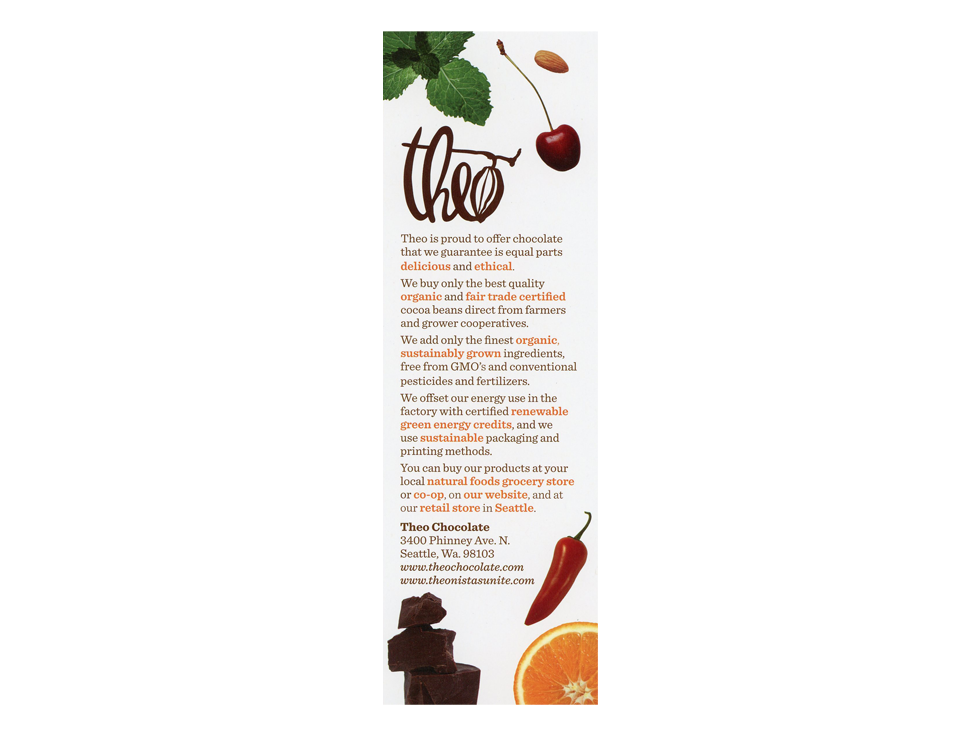 theo
Theo is proud to offer chocolate
that we guarantee is equal parts
delicious and ethical.
We buy only the best quality
organic and fair trade certified
cocoa beans direct from farmers
and grower cooperatives.
We add only the finest organic,
sustainably grown ingredients,
free from GMO's and conventional
pesticides and fertilizers.
We offset our energy use in the
factory with certified renewable
green energy credits, and we
use sustainable packaging and
printing methods.
You can buy our products at your
local natural foods grocery store
or co-op, on our website, and at
our retail store in Seattle.
Theo Chocolate
3400 Phinney Ave. N.
Seattle, Wa. 98103
www.theochocolate.com
www.theonistasunite.com